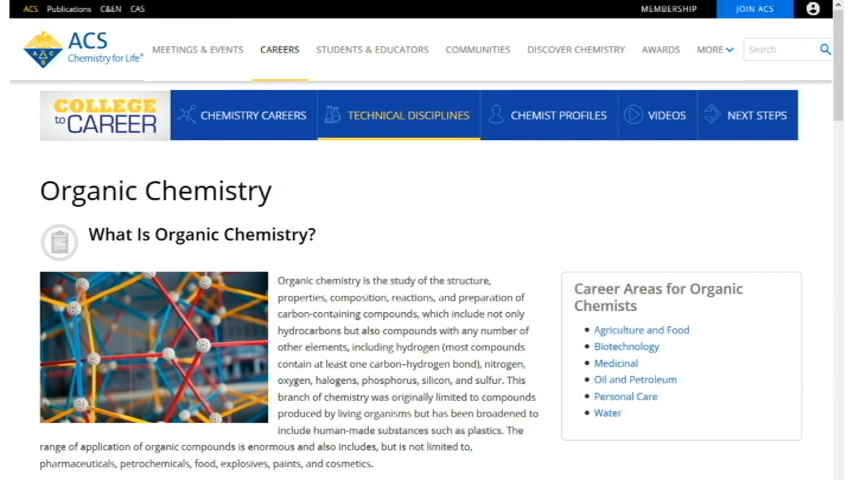 ACS Publications C&EN CAS MEMBERSHIP JOIN ACS
ACS
Chemistry for Life®
MEETINGS & EVENTS CAREERS STUDENTS & EDUCATORS COMMUNITIES DISCOVER CHEMISTRY AWARDS MORE Search
COLLEGE
to CAREER
CHEMISTRY CAREERS TECHNICAL DISCIPLINES CHEMIST PROFILES VIDEOS NEXT STEPS
Organic Chemistry
What Is Organic Chemistry?
Organic chemistry is the study of the structure,
properties, composition, reactions, and preparation of
carbon-containing compounds, which include not only
hydrocarbons but also compounds with any number of
other elements, including hydrogen (most compounds
contain at least one carbon–hydrogen bond), nitrogen,
oxygen, halogens, phosphorus, silicon, and sulfur. This
branch of chemistry was originally limited to compounds
produced by living organisms but has been broadened to
include human-made substances such as plastics. The
range of application of organic compounds is enormous and also includes, but is not limited to,
pharmaceuticals, petrochemicals, food, explosives, paints, and cosmetics.
Career Areas for Organic
Chemists
Agriculture and Food
Biotechnology
Medicinal
Oil and Petroleum
Personal Care
Water